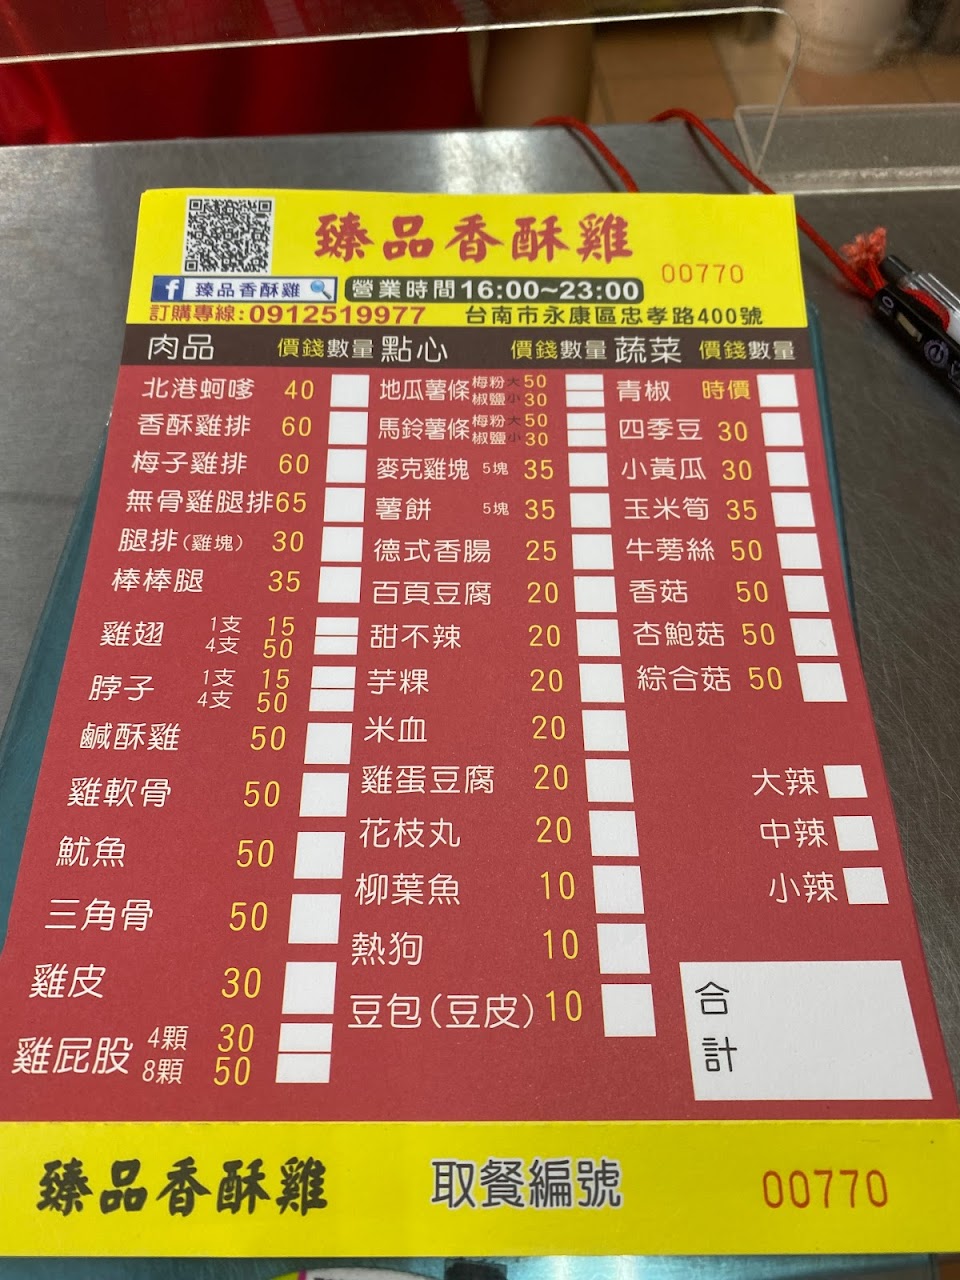 臻品香酥雞
00770
f 臻品香酥雞
營業時間16:00~23:00
訂購專線:0912519977 台南市永康區忠孝路400號
肉品 價錢 數量
北港蚵嗲 40
香酥雞排 60
梅子雞排 60
無骨雞腿排 65
腿排(雞塊) 30
棒棒腿 35
雞翅 1支 15
4支 50
脖子 1支 15
4支 50
鹹酥雞 50
雞軟骨 50
魷魚 50
三角骨 50
雞皮 30
雞屁股 4顆 30
8顆 50
點心 價錢 數量
地瓜薯條 梅粉 大 50
椒鹽 小 30
馬鈴薯條 梅粉 大 50
椒鹽 小 30
麥克雞塊 5塊 35
薯餅 5塊 35
德式香腸 25
百頁豆腐 20
甜不辣 20
芋粿 20
米血 20
雞蛋豆腐 20
花枝丸 20
柳葉魚 10
熱狗 10
豆包(豆皮) 10
蔬菜 價錢 數量
青椒 時價
四季豆 30
小黃瓜 30
玉米筍 35
牛蒡絲 50
香菇 50
杏鮑菇 50
綜合菇 50
大辣
中辣
小辣
合計
臻品香酥雞 取餐編號 00770